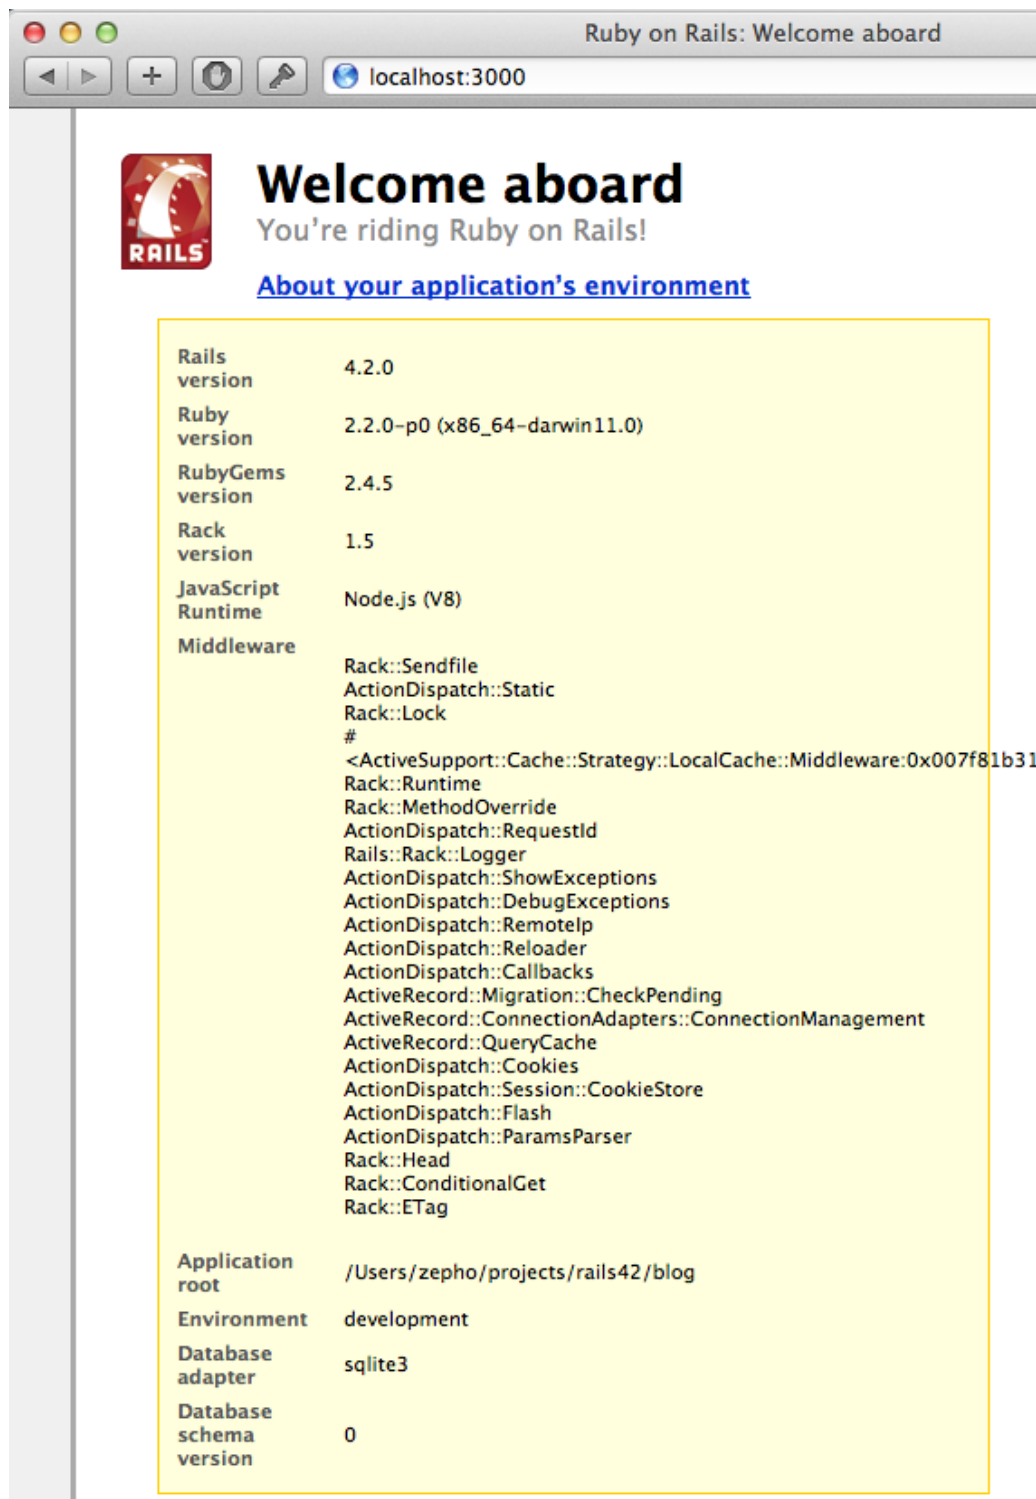 Ruby on Rails: Welcome aboard
localhost:3000
RAILS
Welcome aboard
You're riding Ruby on Rails!
About your application's environment
Rails
version
4.2.0
Ruby
version
2.2.0-p0 (x86_64-darwin11.0)
RubyGems
version
2.4.5
Rack
version
1.5
JavaScript
Runtime
Node.js (V8)
Middleware
Rack::Sendfile
ActionDispatch::Static
Rack::Lock
#
<ActiveSupport::Cache::Strategy::LocalCache::Middleware:0x007f81b31
Rack::Runtime
Rack::MethodOverride
ActionDispatch::RequestId
Rails::Rack::Logger
ActionDispatch::ShowExceptions
ActionDispatch::DebugExceptions
ActionDispatch::RemoteIp
ActionDispatch::Reloader
ActionDispatch::Callbacks
ActiveRecord::Migration::CheckPending
ActiveRecord::ConnectionAdapters::ConnectionManagement
ActiveRecord::QueryCache
ActionDispatch::Cookies
ActionDispatch::Session::CookieStore
ActionDispatch::Flash
ActionDispatch::ParamsParser
Rack::Head
Rack::ConditionalGet
Rack::ETag
Application
root
/Users/zepho/projects/rails42/blog
Environment
development
Database
adapter
sqlite3
Database
schema
version
0